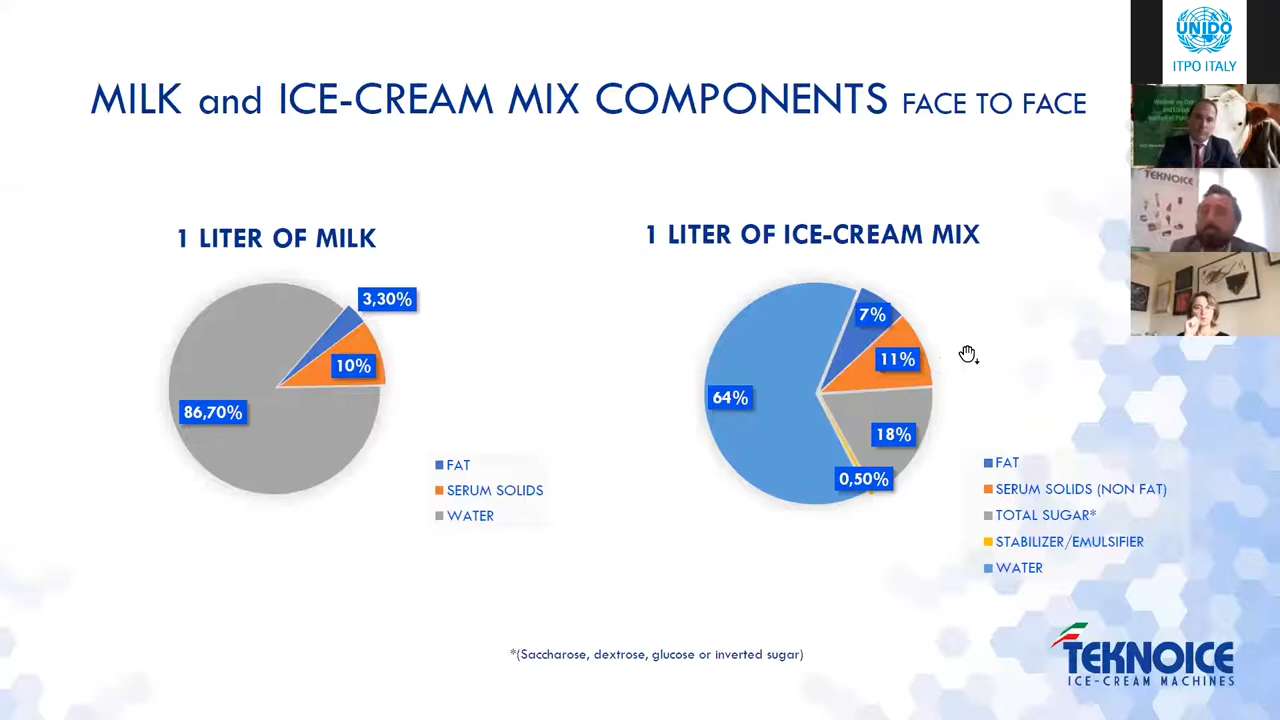 MILK and ICE-CREAM MIX COMPONENTS FACE TO FACE
1 LITER OF MILK
3,30%
10%
86,70%
FAT
SERUM SOLIDS
WATER
1 LITER OF ICE-CREAM MIX
7%
11%
64%
18%
0,50%
FAT
SERUM SOLIDS (NON FAT)
TOTAL SUGAR*
STABILIZER/EMULSIFIER
WATER
*(Saccharose, dextrose, glucose or inverted sugar)
TEKNOICE
ICE-CREAM MACHINES
UNIDO
ITPO ITALY
TEKNOICE